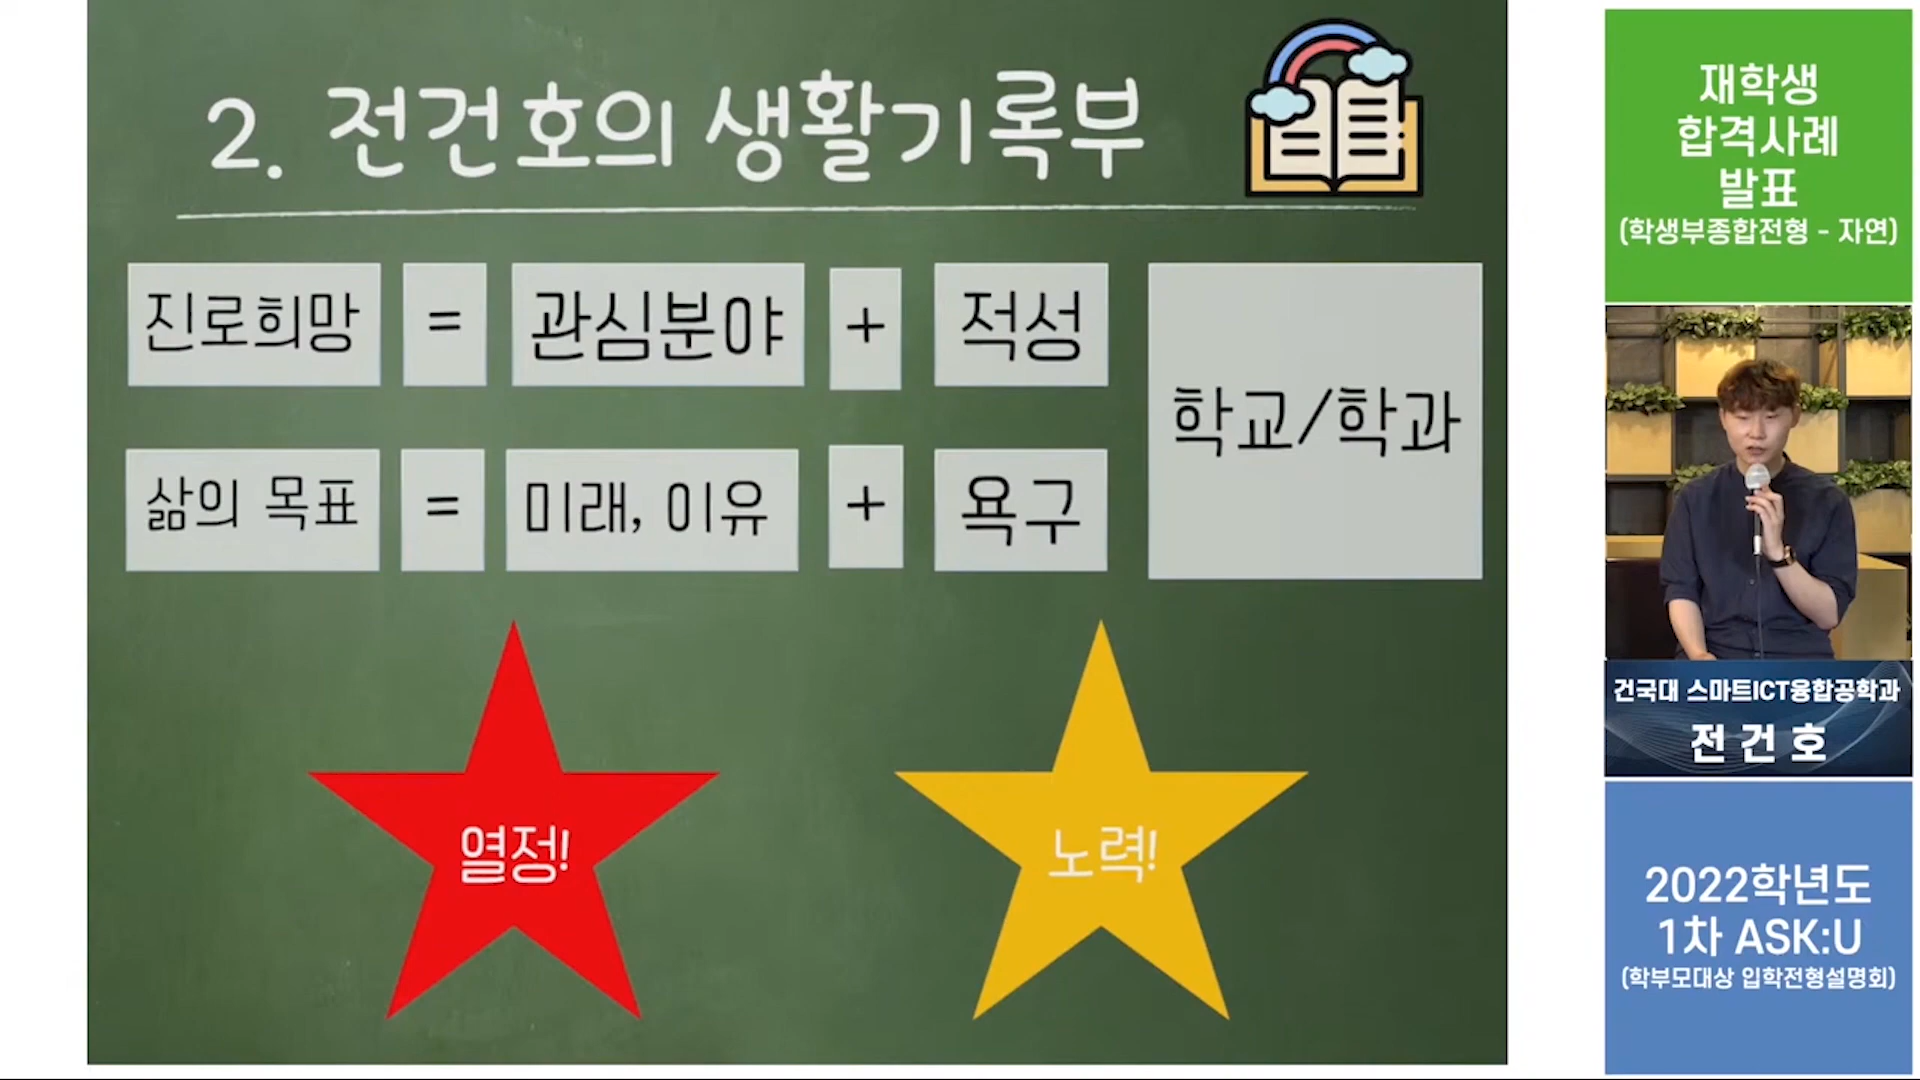 2. 전건호의 생활기록부
진로희망 = 관심분야 + 적성
삶의 목표 = 미래, 이유 + 욕구
학교/학과
열정!
노력!
재학생
합격사례
발표
(학생부종합전형 - 자연)
건국대 스마트ICT융합공학과
전건호
2022학년도
1차 ASK:U
(학부모대상 입학전형설명회)